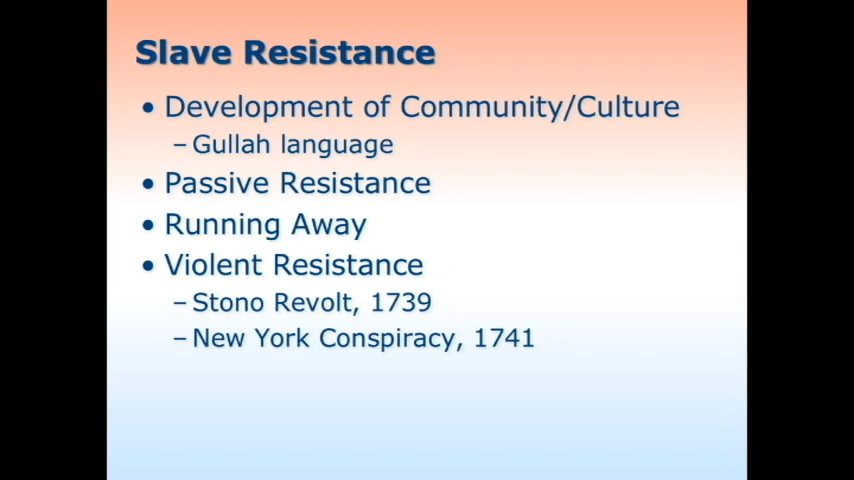 Slave Resistance
• Development of Community/Culture
– Gullah language
• Passive Resistance
• Running Away
• Violent Resistance
– Stono Revolt, 1739
– New York Conspiracy, 1741